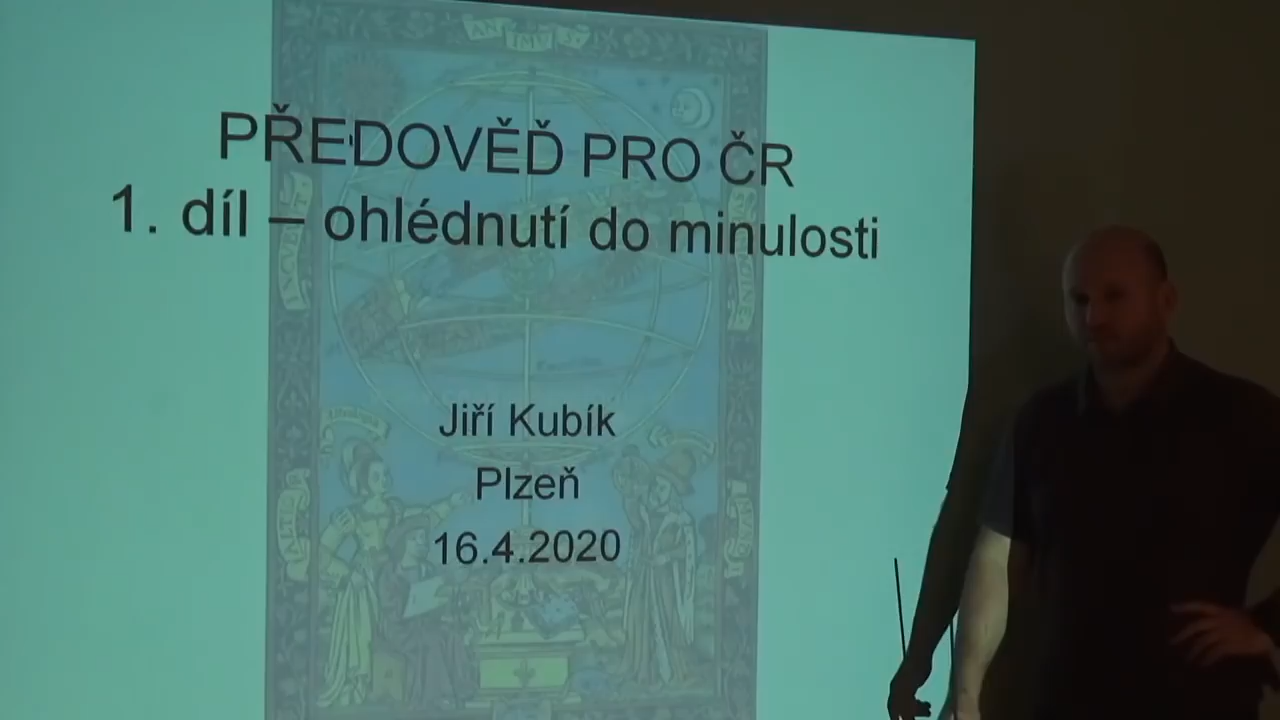 PŘEDOVĚĎ PRO ČR
1. díl – ohlédnutí do minulosti
Jiří Kubík
Plzeň
16.4.2020